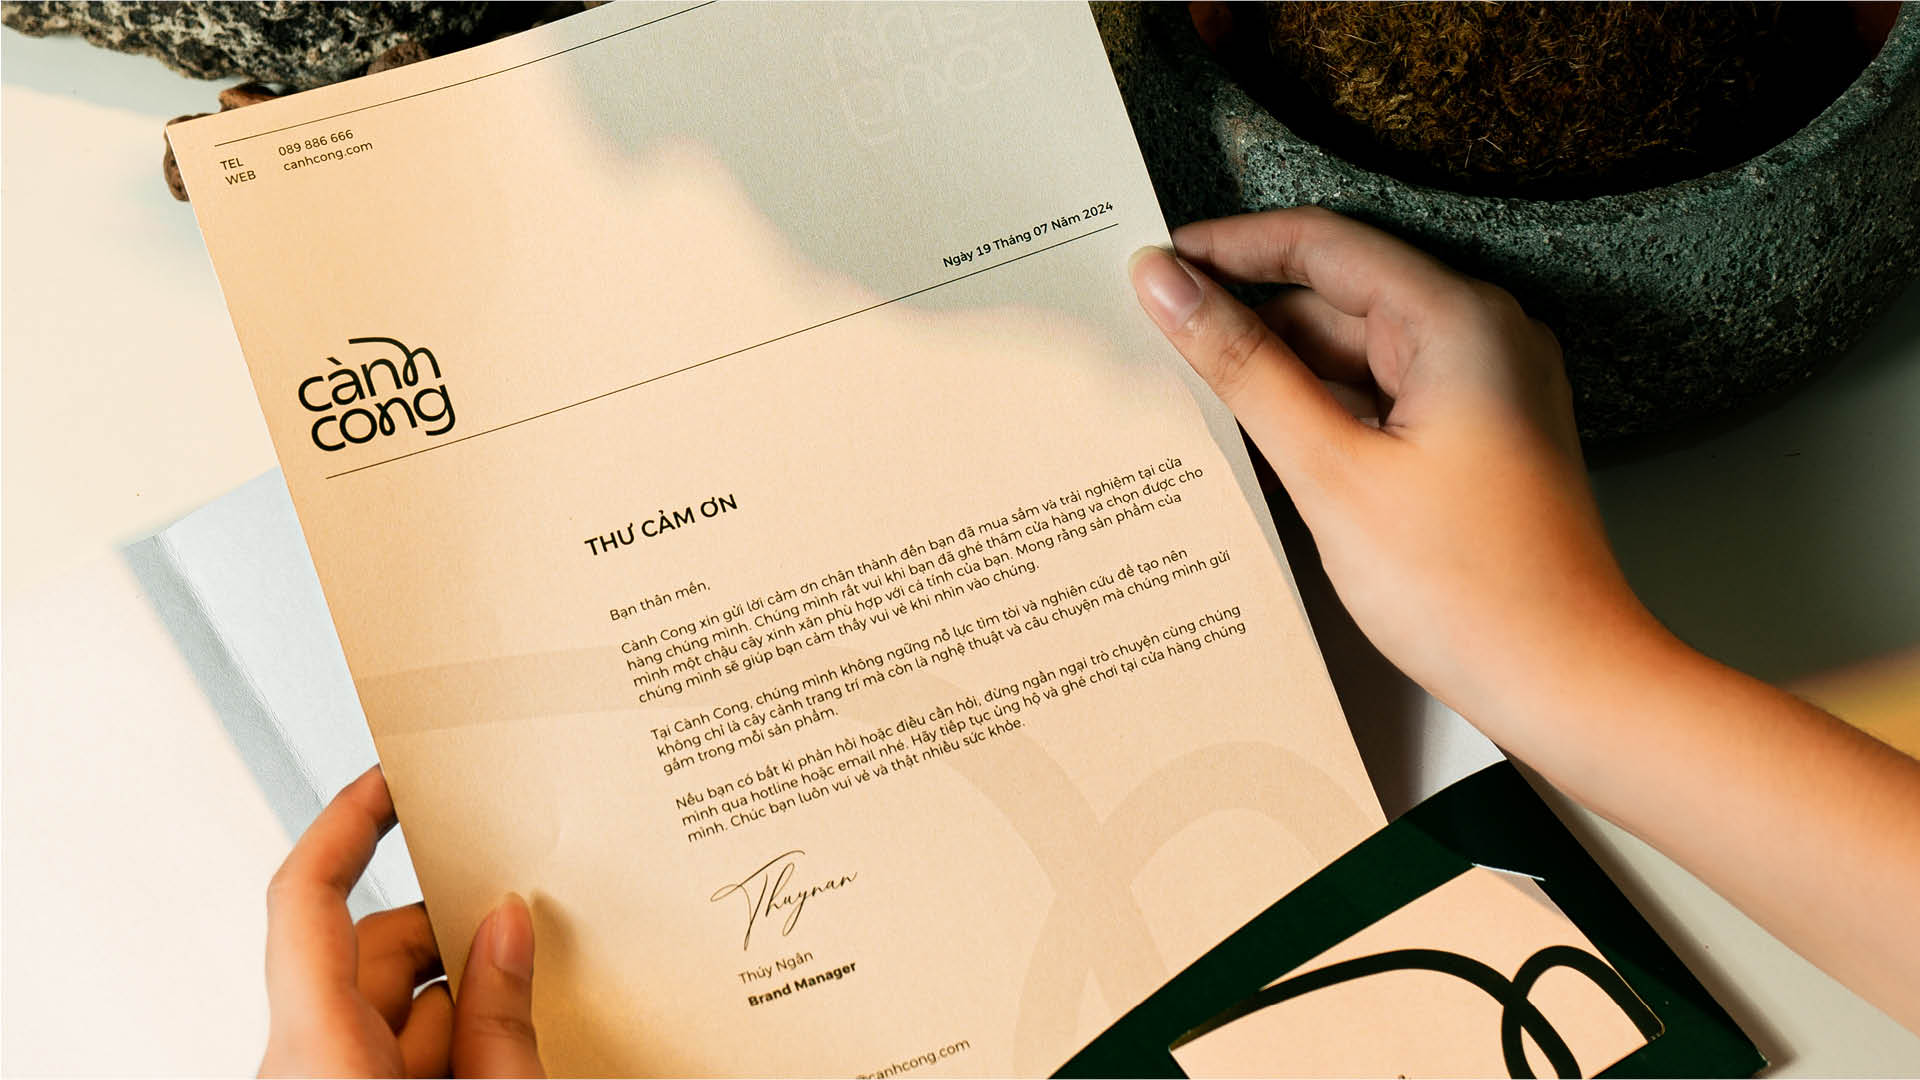 TEL 089 886 666
WEB canhcong.com
Ngày 19 Tháng 07 Năm 2024
cành
cong
THƯ CẢM ƠN
Bạn thân mến,
Cành Cong xin gửi lời cảm ơn chân thành đến bạn đã mua sắm và trải nghiệm tại cửa
hàng chúng mình. Chúng mình rất vui khi bạn đã ghé thăm cửa hàng và chọn được cho
mình một chậu cây xinh xắn phù hợp với cá tính của bạn. Mong rằng sản phẩm của
chúng mình sẽ giúp bạn cảm thấy vui vẻ khi nhìn vào chúng.
Tại Cành Cong, chúng mình không ngừng nỗ lực tìm tòi và nghiên cứu để tạo nên
không chỉ là cây cảnh trang trí mà còn là nghệ thuật và câu chuyện mà chúng mình gửi
gắm trong mỗi sản phẩm.
Nếu bạn có bất kì phản hồi hoặc điều cần hỏi, đừng ngần ngại trò chuyện cùng chúng
mình qua hotline hoặc email nhé. Hãy tiếp tục ủng hộ và ghé chơi tại cửa hàng chúng
mình. Chúc bạn luôn vui vẻ và thật nhiều sức khỏe.
Thuynan
Thúy Ngân
Brand Manager
@canhcong.com